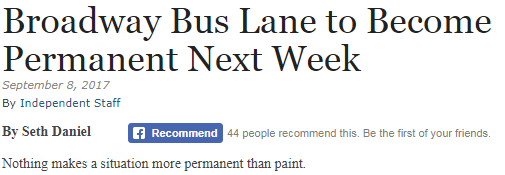 Broadway Bus Lane to Become
Permanent Next Week
September 8, 2017
By Independent Staff
By Seth Daniel Recommend 44 people recommend this. Be the first of your friends.
Nothing makes a situation more permanent than paint.